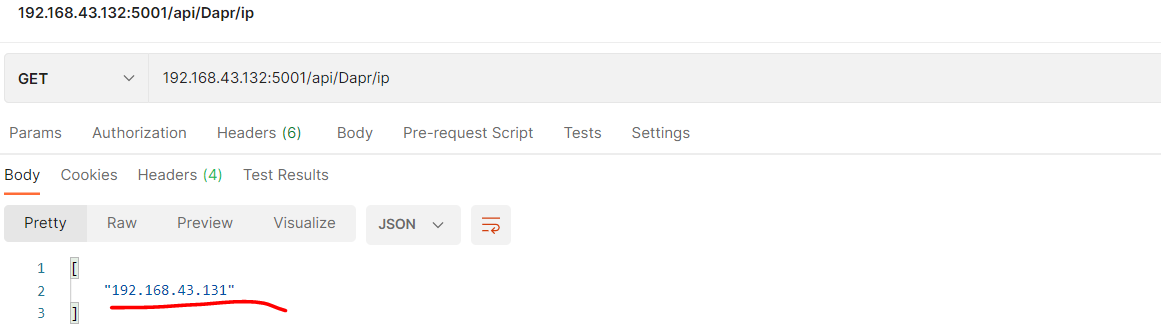 192.168.43.132:5001/api/Dapr/ip
GET 192.168.43.132:5001/api/Dapr/ip
Params Authorization Headers (6) Body Pre-request Script Tests Settings
Body Cookies Headers (4) Test Results
Pretty Raw Preview Visualize JSON
1 [
2 "192.168.43.131"
3 ]